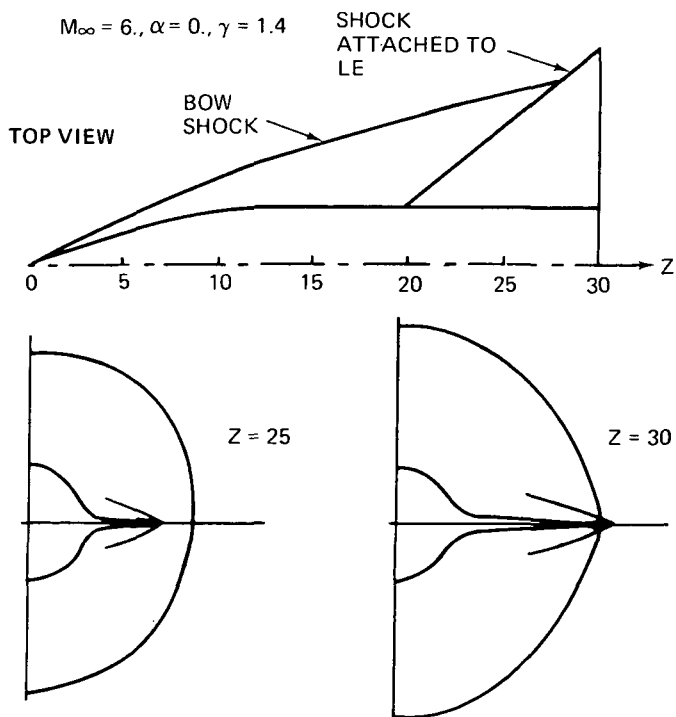 M∞ = 6., α = 0., γ = 1.4
SHOCK
ATTACHED TO
LE
BOW
SHOCK
TOP VIEW
0 5 10 15 20 25 30 Z
Z = 25
Z = 30